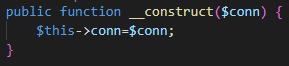 public function __construct($conn) {
    $this->conn=$conn;
}